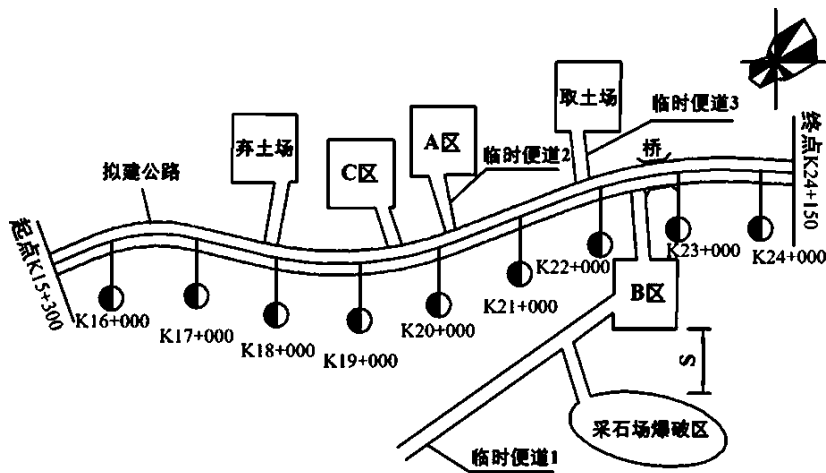 取土场
临时便道3
终点K24+150
弃土场
A区
桥
拟建公路
C区
临时便道2
起点K15+300
K16+000
K17+000
K18+000
K19+000
K20+000
K21+000
K22+000
K23+000
K24+000
B区
S
采石场爆破区
临时便道1